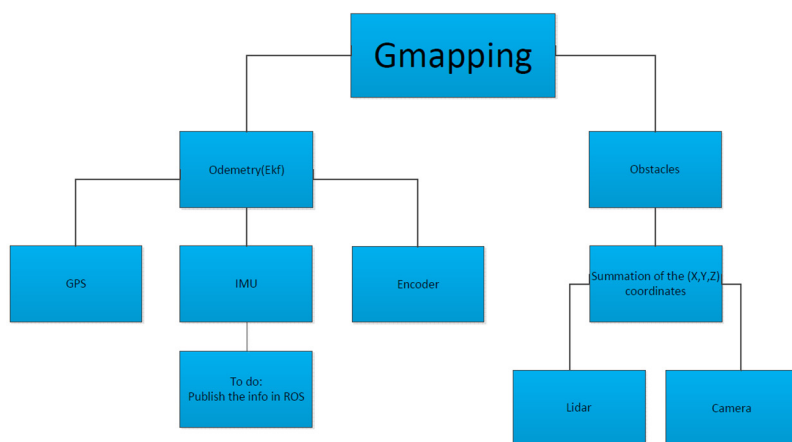 Gmapping
Odemetry(Ekf)
Obstacles
GPS
IMU
Encoder
Summation of the (X,Y,Z)
coordinates
To do:
Publish the info in ROS
Lidar
Camera